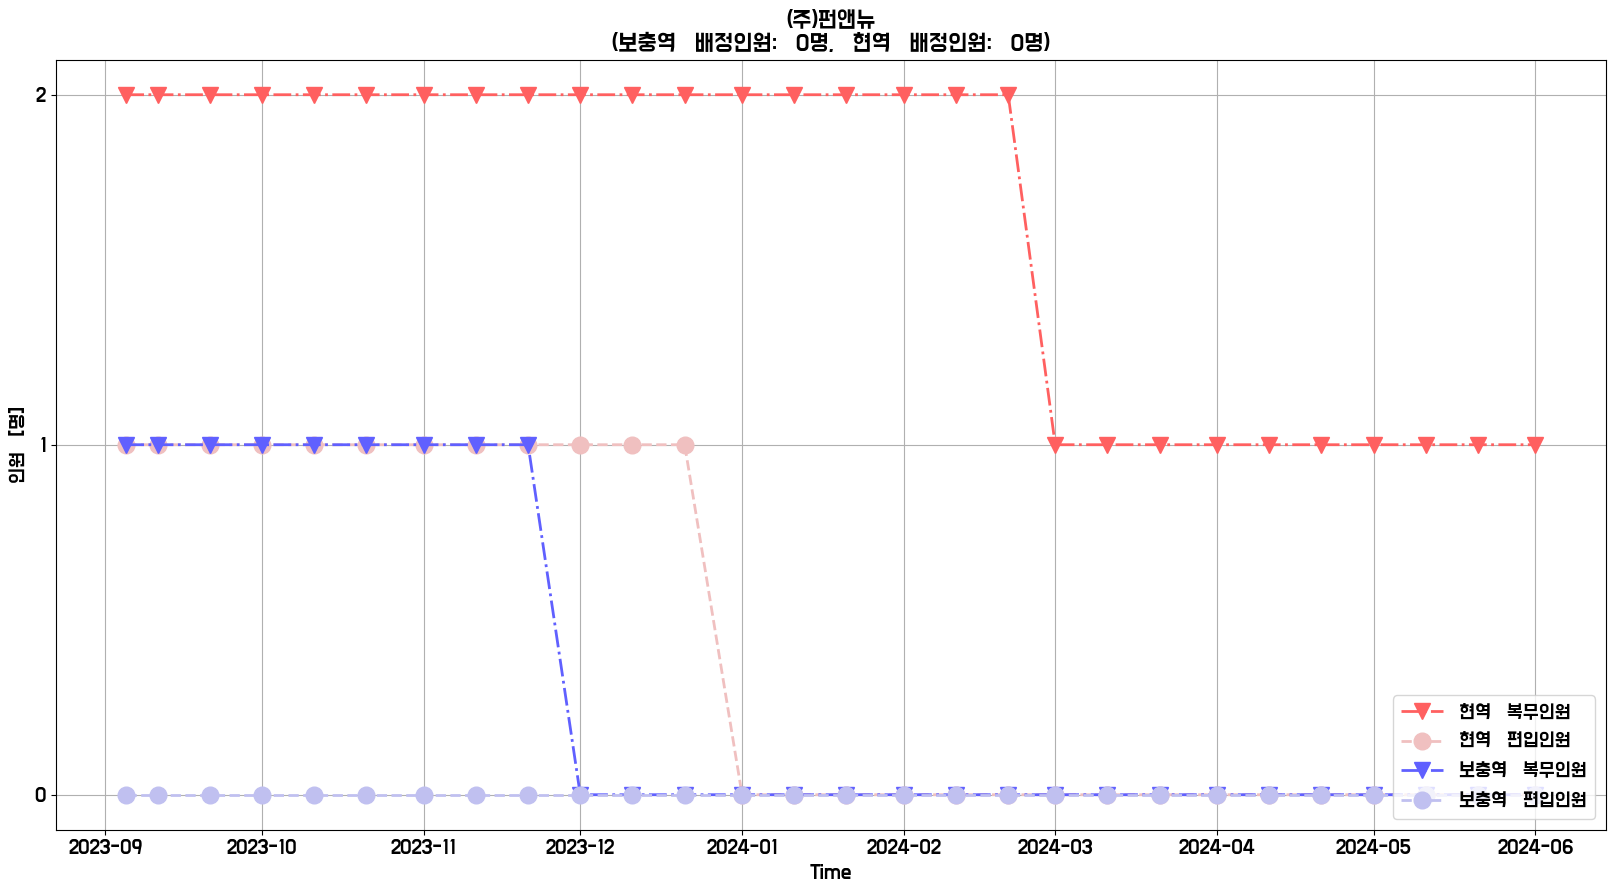 (주)펀앤뉴
(보충역 배정인원: 0명, 현역 배정인원: 0명)
인원 [명]
2
1
0
2023-09 2023-10 2023-11 2023-12 2024-01 2024-02 2024-03 2024-04 2024-05 2024-06
Time
현역 복무인원
현역 편입인원
보충역 복무인원
보충역 편입인원